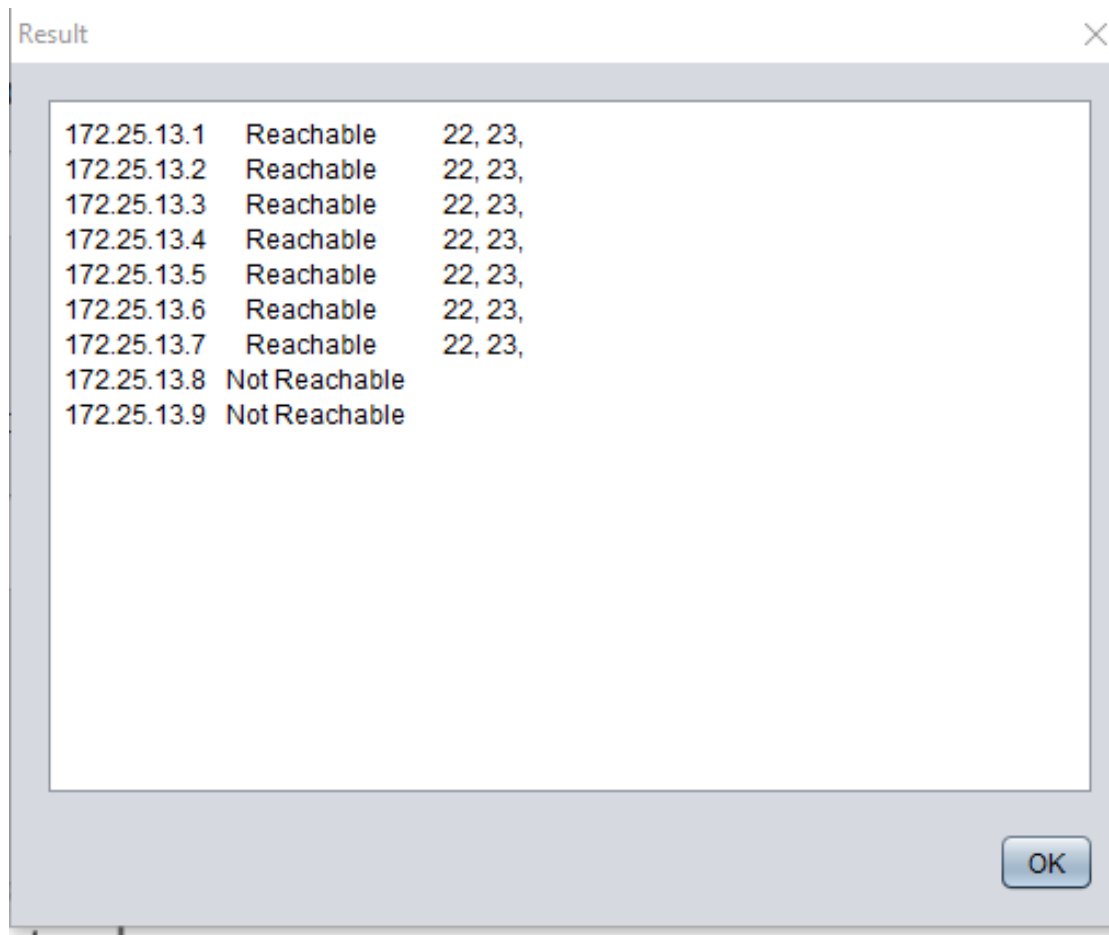 Result
172.25.13.1 Reachable 22, 23,
172.25.13.2 Reachable 22, 23,
172.25.13.3 Reachable 22, 23,
172.25.13.4 Reachable 22, 23,
172.25.13.5 Reachable 22, 23,
172.25.13.6 Reachable 22, 23,
172.25.13.7 Reachable 22, 23,
172.25.13.8 Not Reachable
172.25.13.9 Not Reachable
OK